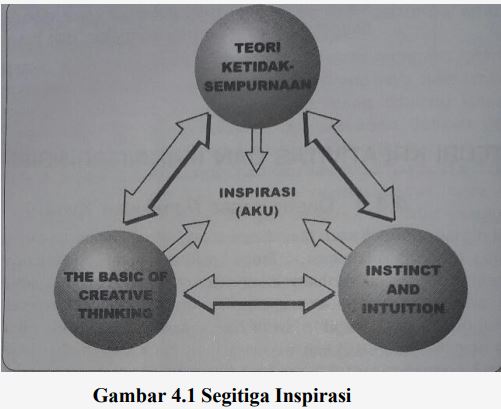 TEORI
KETIDAK-
SEMPURNAAN
INSPIRASI
(AKU)
THE BASIC OF
CREATIVE
THINKING
INSTINCT
AND
INTUITION
Gambar 4.1 Segitiga Inspirasi